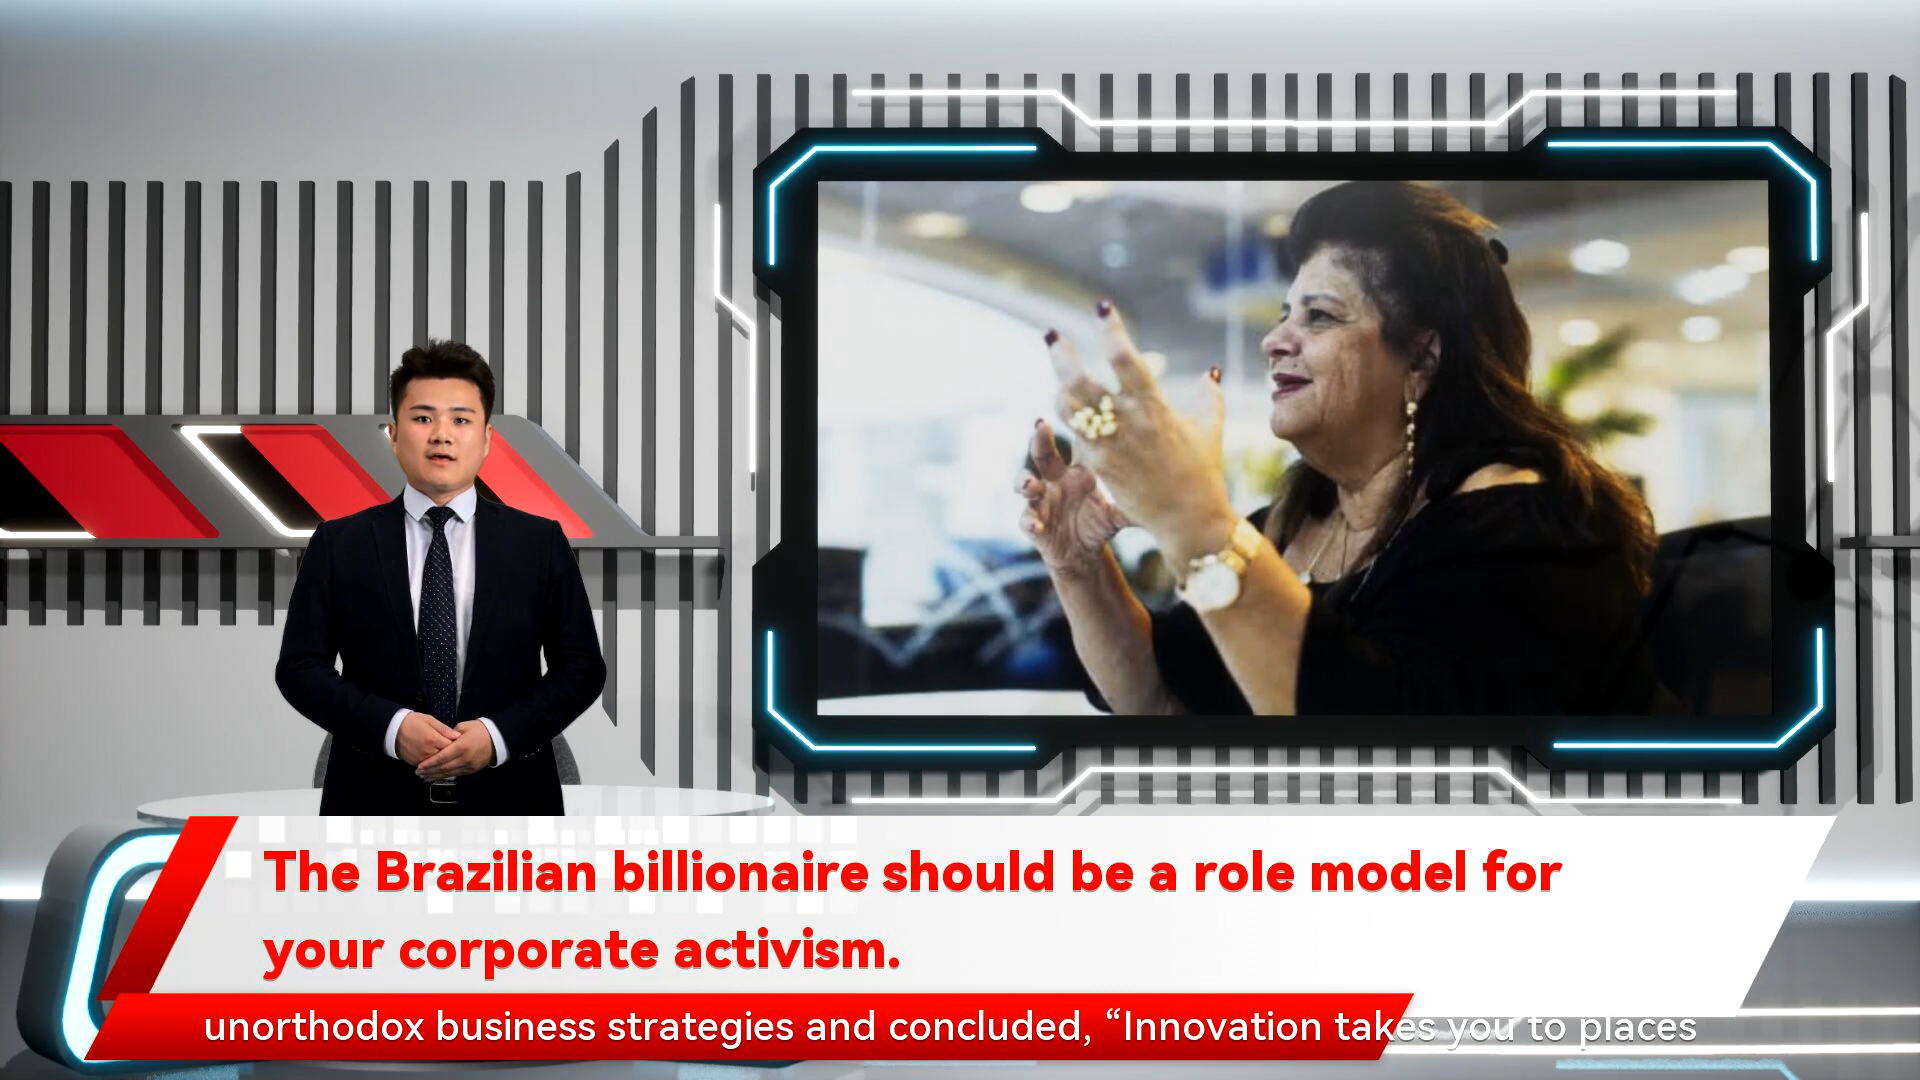 The Brazilian billionaire should be a role model for
your corporate activism.
unorthodox business strategies and concluded, “Innovation takes you to places